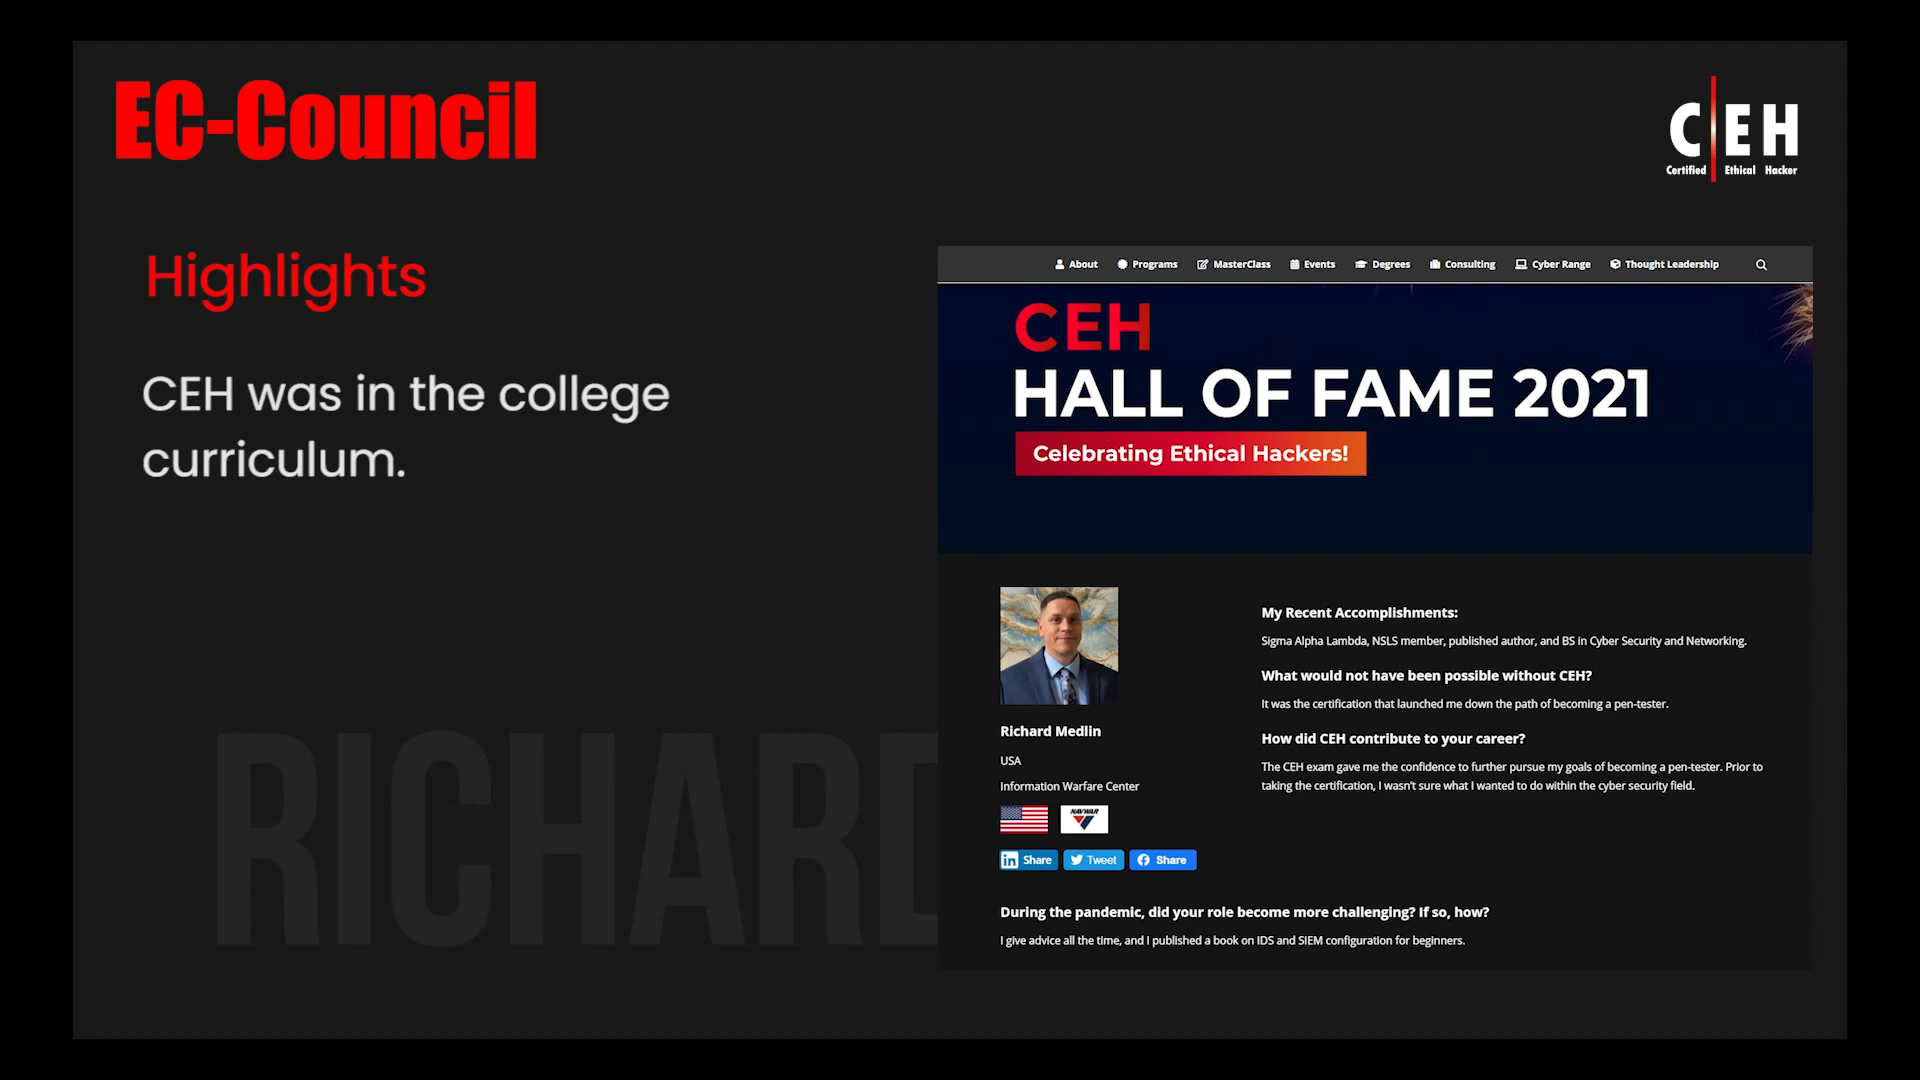 EC-Council
C EH
Certified Ethical Hacker
Highlights
CEH was in the college
curriculum.
RICHARD
About Programs MasterClass Events Degrees Consulting Cyber Range Thought Leadership
CEH
HALL OF FAME 2021
Celebrating Ethical Hackers!
Richard Medlin
USA
Information Warfare Center
NAVWAR
Share Tweet Share
My Recent Accomplishments:
Sigma Alpha Lambda, NSLS member, published author, and BS in Cyber Security and Networking.
What would not have been possible without CEH?
It was the certification that launched me down the path of becoming a pen-tester.
How did CEH contribute to your career?
The CEH exam gave me the confidence to further pursue my goals of becoming a pen-tester. Prior to
taking the certification, I wasn't sure what I wanted to do within the cyber security field.
During the pandemic, did your role become more challenging? If so, how?
I give advice all the time, and I published a book on IDS and SIEM configuration for beginners.